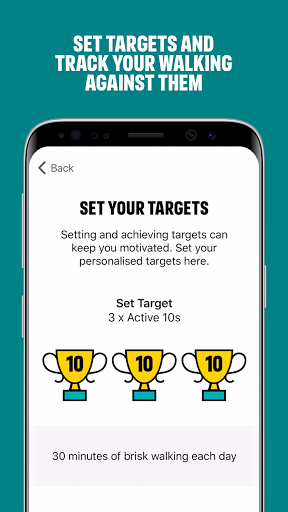 SET TARGETS AND
TRACK YOUR WALKING
AGAINST THEM
Back
SET YOUR TARGETS
Setting and achieving targets can
keep you motivated. Set your
personalised targets here.
Set Target
3 x Active 10s
10 10 10
30 minutes of brisk walking each day